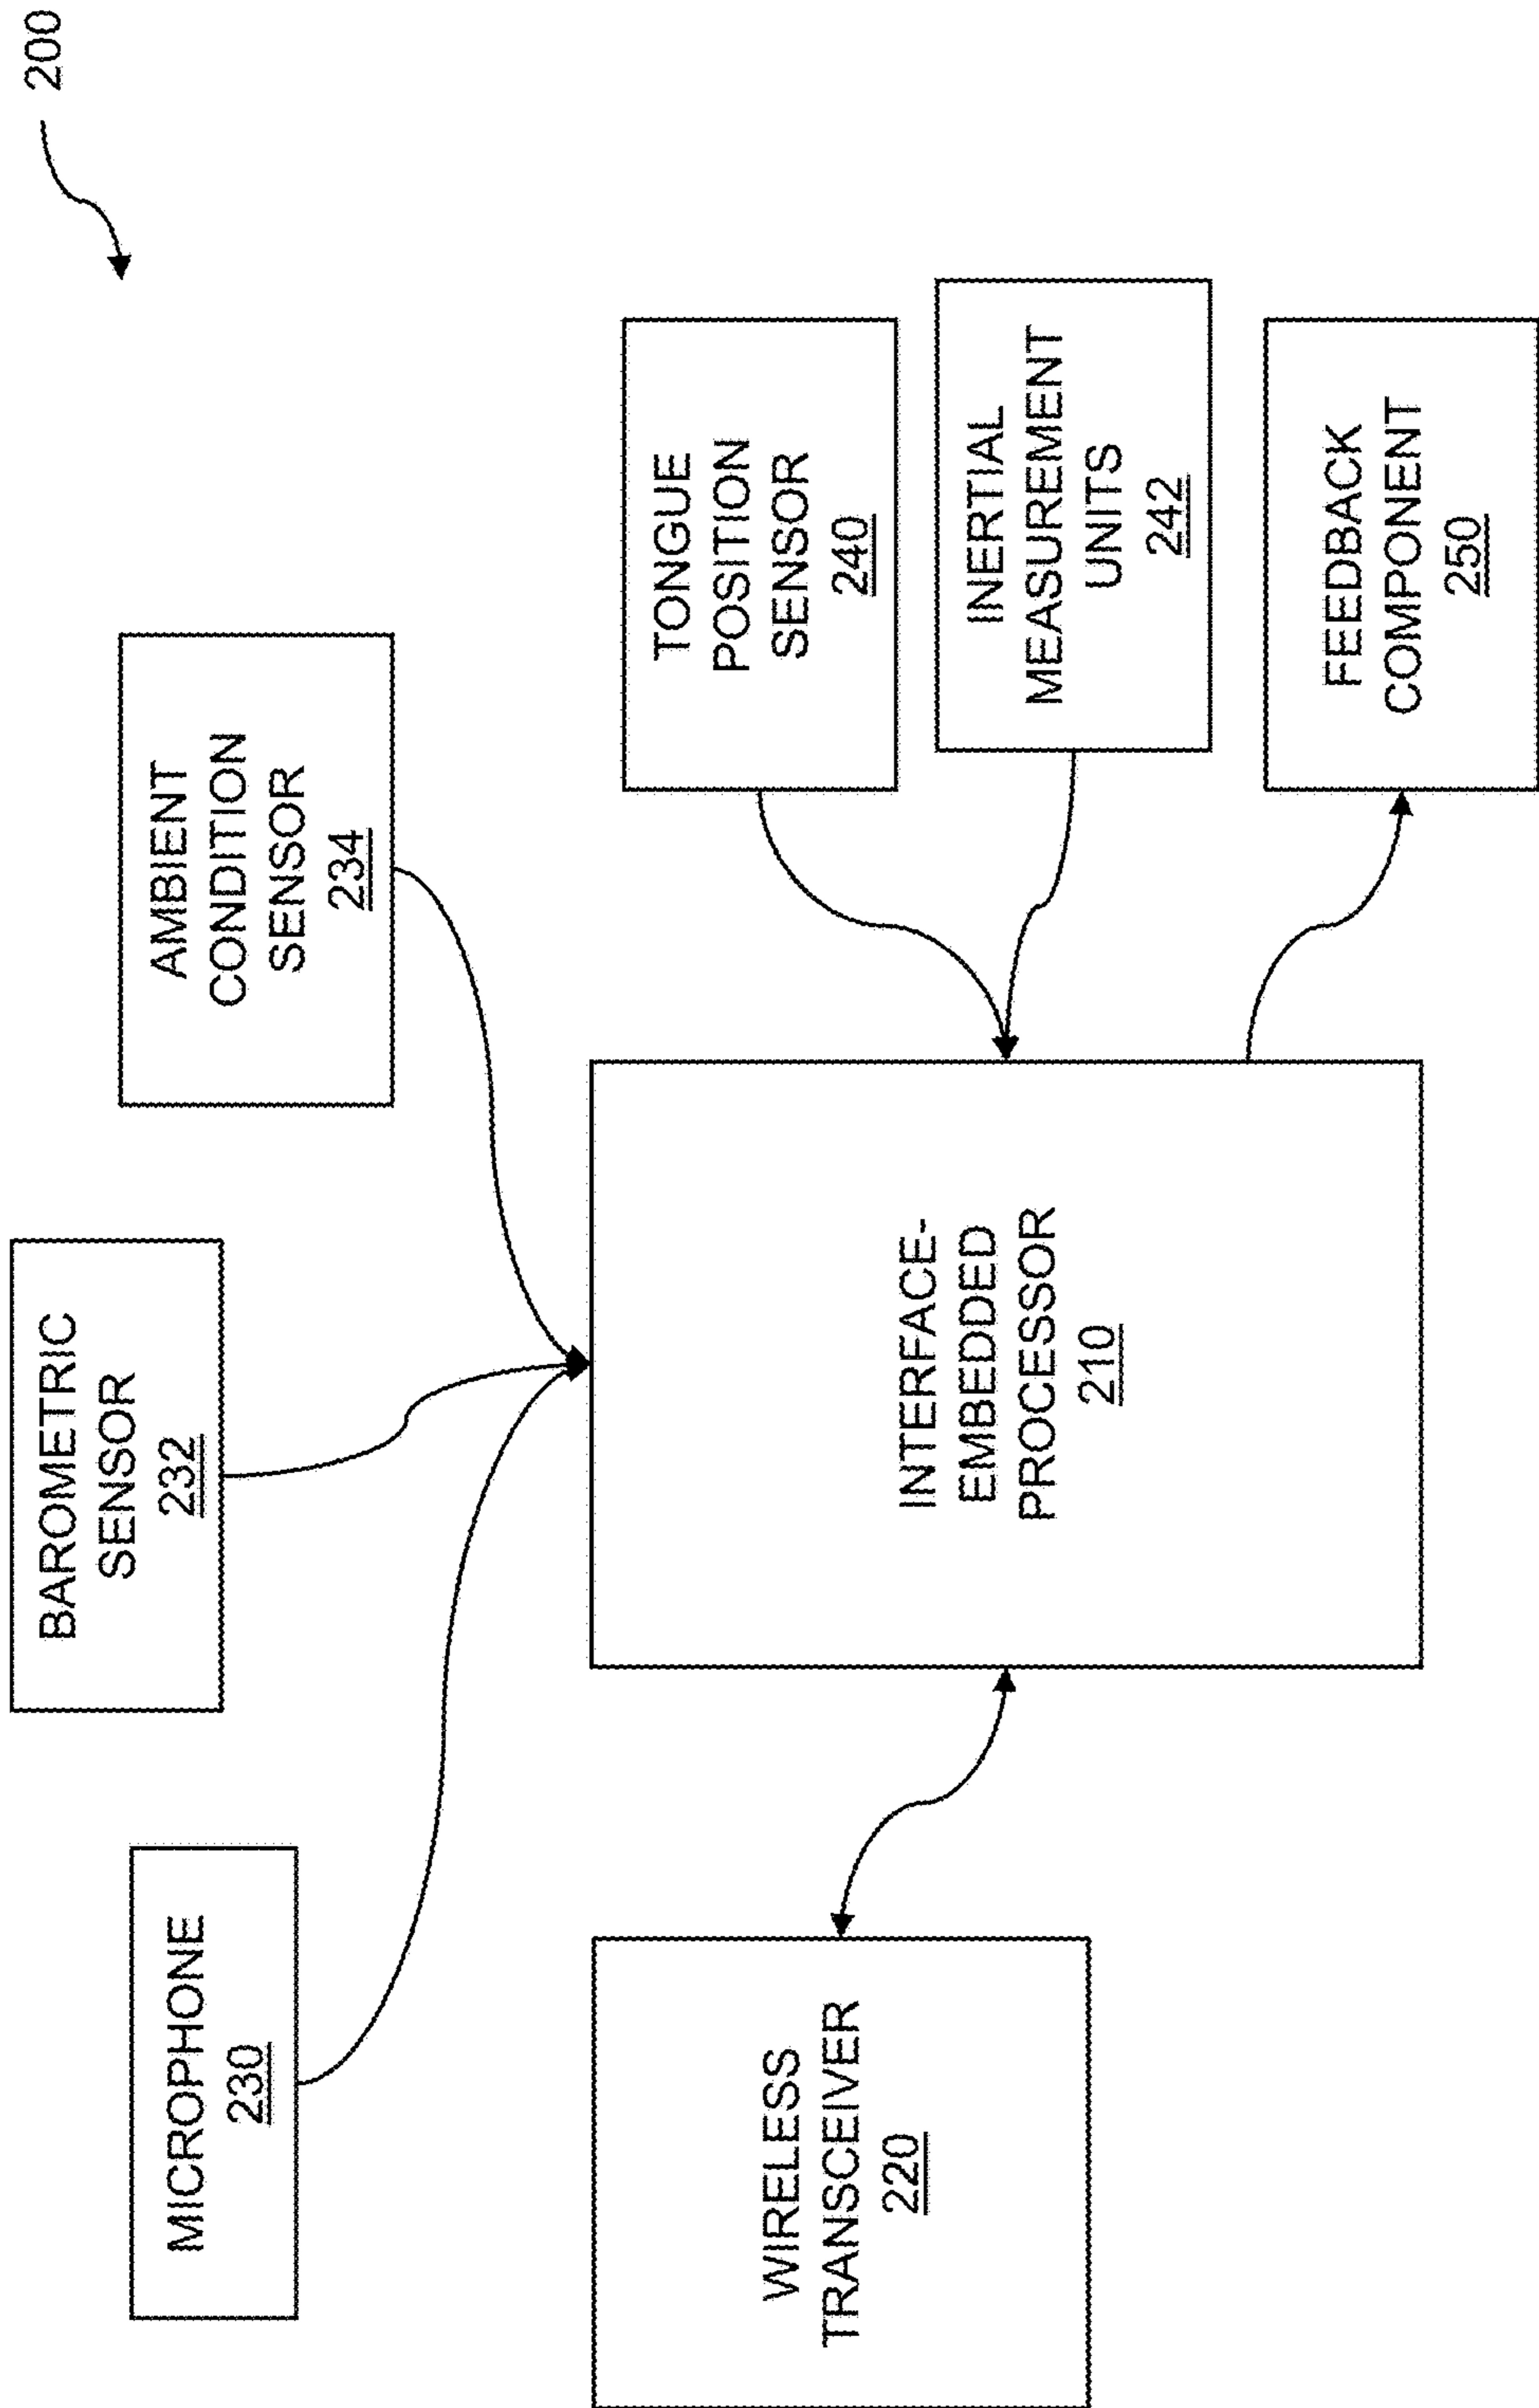 200
MICROPHONE
230
BAROMETRIC
SENSOR
232
AMBIENT
CONDITION
SENSOR
234
WIRELESS
TRANSCEIVER
220
INTERFACE-
EMBEDDED
PROCESSOR
210
TONGUE
POSITION
SENSOR
240
INERTIAL
MEASUREMENT
UNITS
242
FEEDBACK
COMPONENT
250